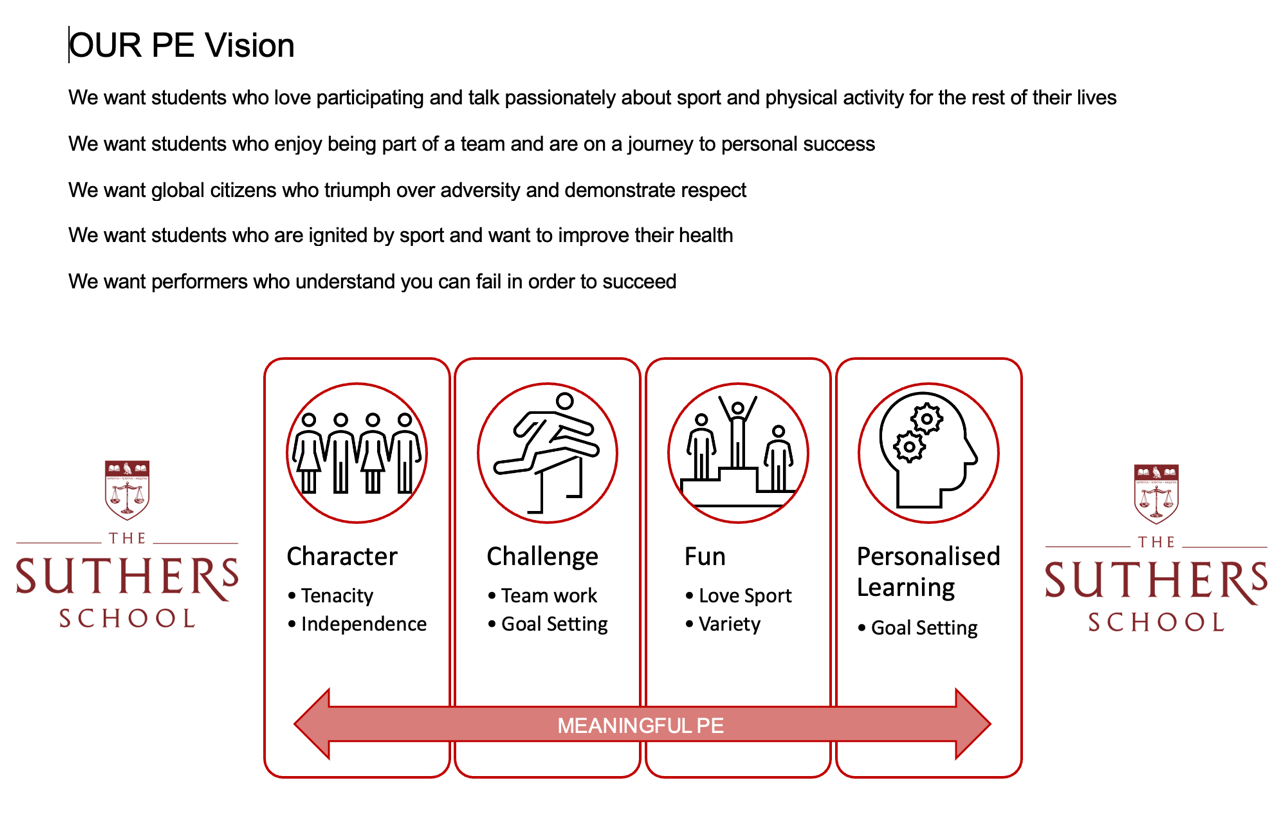 OUR PE Vision
We want students who love participating and talk passionately about sport and physical activity for the rest of their lives
We want students who enjoy being part of a team and are on a journey to personal success
We want global citizens who triumph over adversity and demonstrate respect
We want students who are ignited by sport and want to improve their health
We want performers who understand you can fail in order to succeed
THE
SUTHERS
SCHOOL
Character
• Tenacity
• Independence
Challenge
• Team work
• Goal Setting
Fun
• Love Sport
• Variety
Personalised
Learning
• Goal Setting
MEANINGFUL PE
THE
SUTHERS
SCHOOL